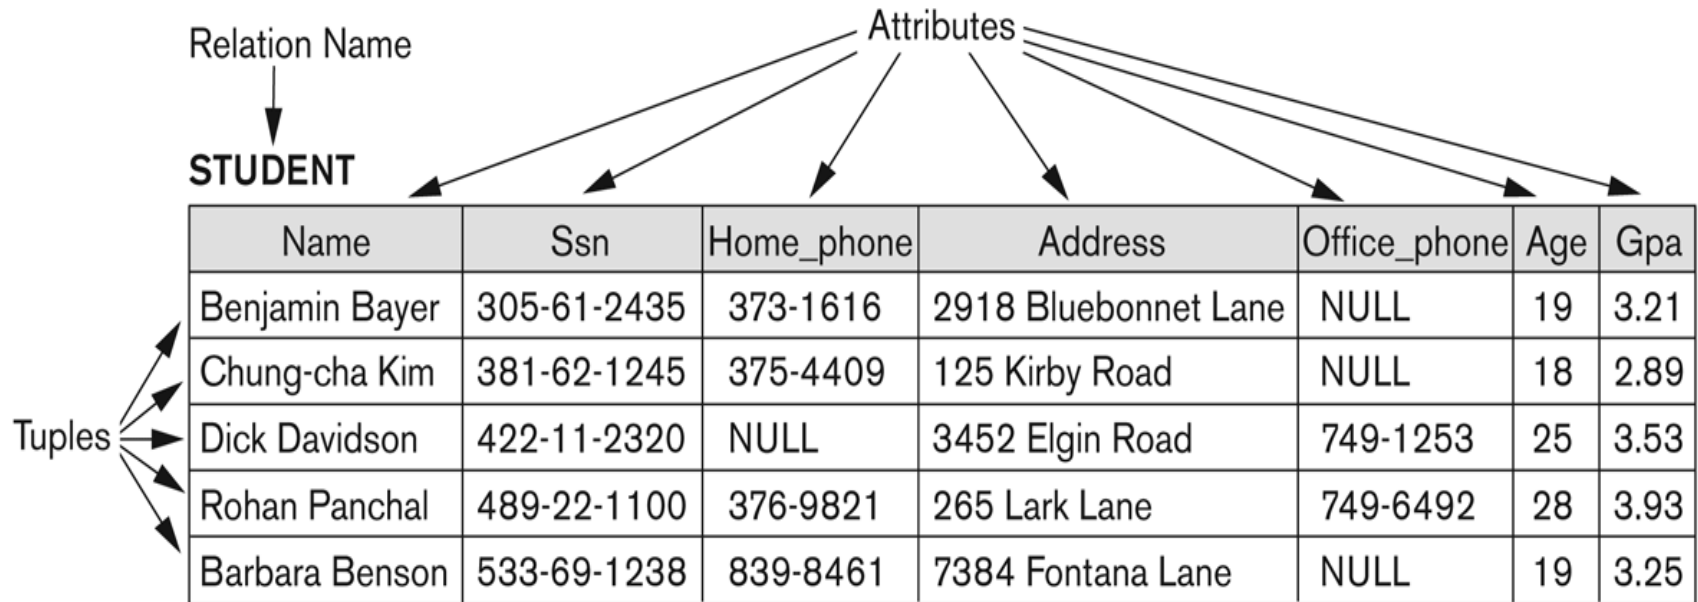 Attributes
Relation Name
STUDENT
Name Ssn Home_phone Address Office_phone Age Gpa
Benjamin Bayer 305-61-2435 373-1616 2918 Bluebonnet Lane NULL 19 3.21
Chung-cha Kim 381-62-1245 375-4409 125 Kirby Road NULL 18 2.89
Tuples Dick Davidson 422-11-2320 NULL 3452 Elgin Road 749-1253 25 3.53
Rohan Panchal 489-22-1100 376-9821 265 Lark Lane 749-6492 28 3.93
Barbara Benson 533-69-1238 839-8461 7384 Fontana Lane NULL 19 3.25